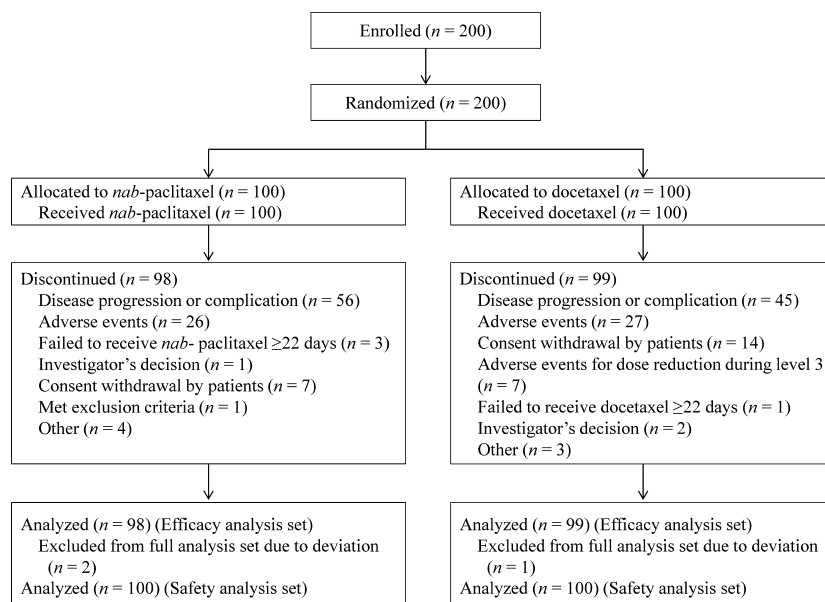 Enrolled (n = 200)
Randomized (n = 200)
Allocated to nab-paclitaxel (n = 100)
Received nab-paclitaxel (n = 100)
Allocated to docetaxel (n = 100)
Received docetaxel (n = 100)
Discontinued (n = 98)
Disease progression or complication (n = 56)
Adverse events (n = 26)
Failed to receive nab- paclitaxel ≥22 days (n = 3)
Investigator's decision (n = 1)
Consent withdrawal by patients (n = 7)
Met exclusion criteria (n = 1)
Other (n = 4)
Discontinued (n = 99)
Disease progression or complication (n = 45)
Adverse events (n = 27)
Consent withdrawal by patients (n = 14)
Adverse events for dose reduction during level 3
(n = 7)
Failed to receive docetaxel ≥22 days (n = 1)
Investigator's decision (n = 2)
Other (n = 3)
Analyzed (n = 98) (Efficacy analysis set)
Excluded from full analysis set due to deviation
(n = 2)
Analyzed (n = 100) (Safety analysis set)
Analyzed (n = 99) (Efficacy analysis set)
Excluded from full analysis set due to deviation
(n = 1)
Analyzed (n = 100) (Safety analysis set)